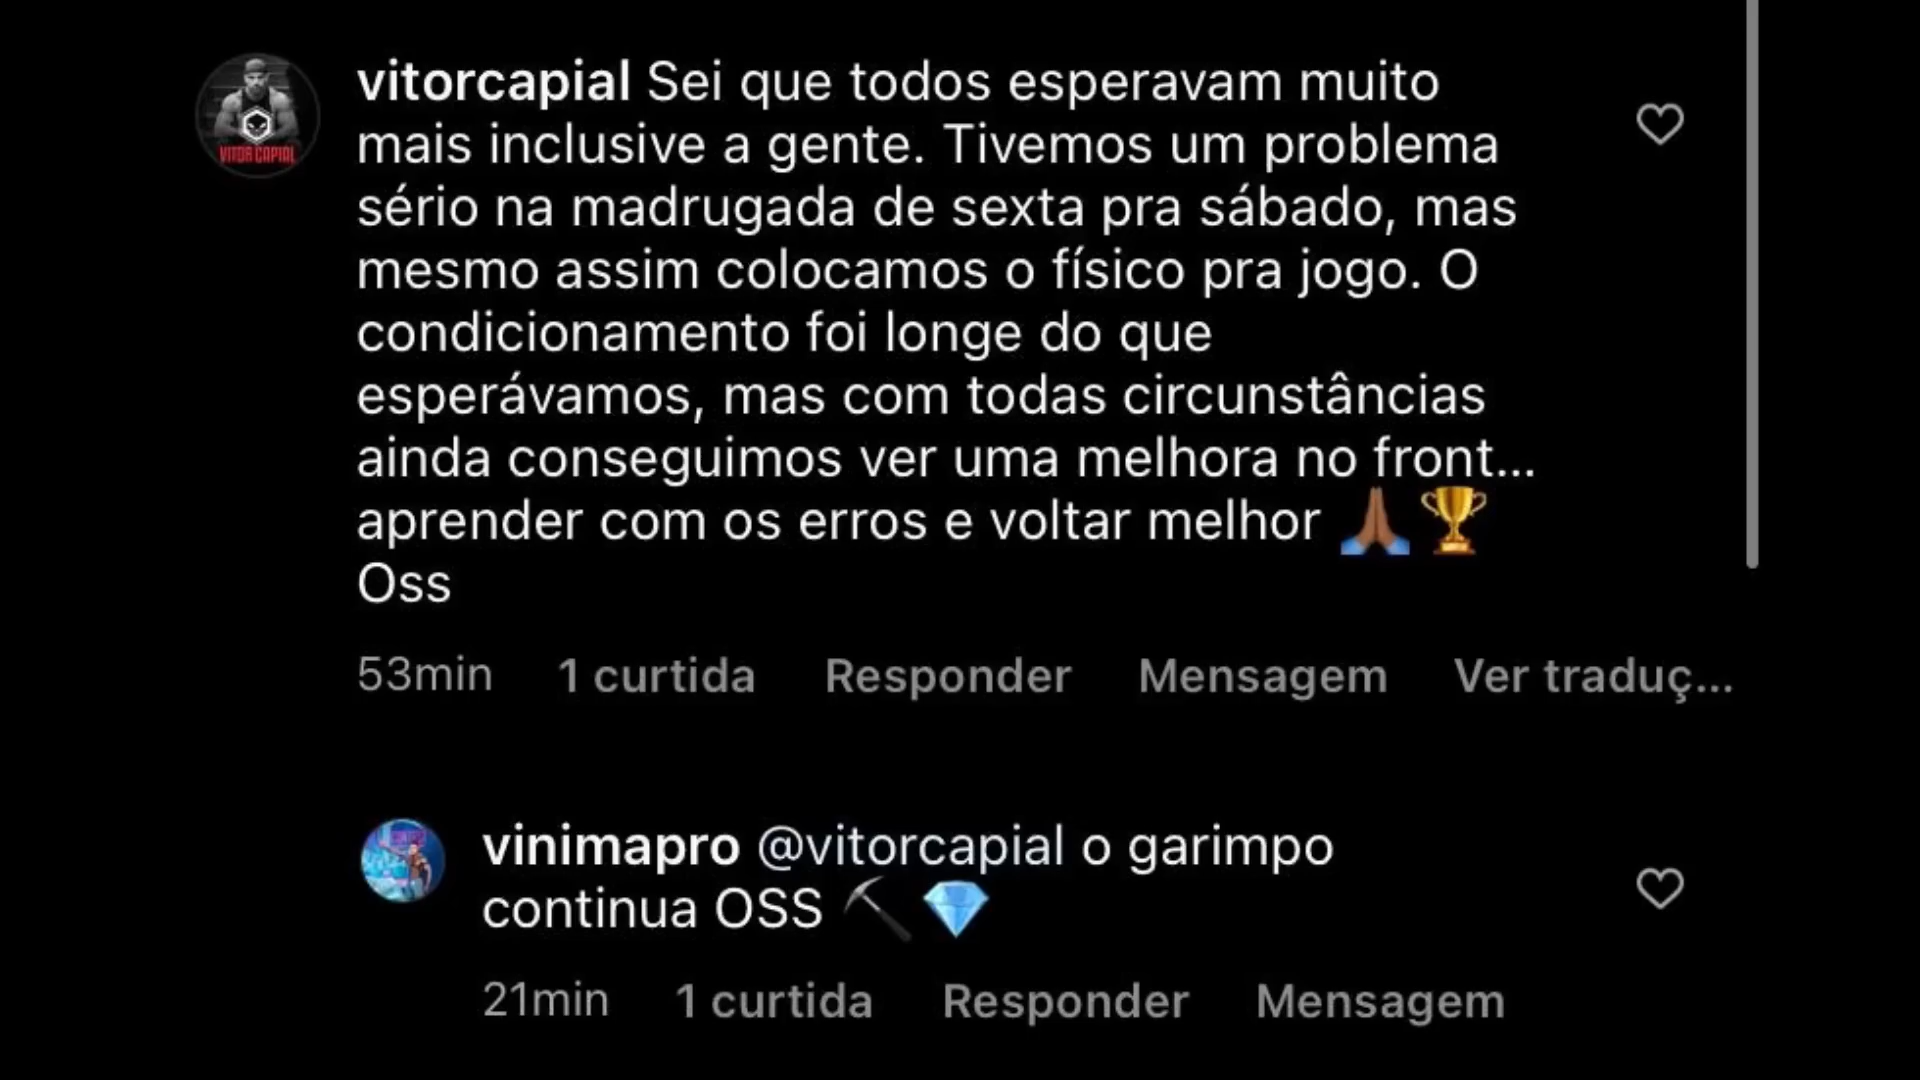 vitorcapial Sei que todos esperavam muito
mais inclusive a gente. Tivemos um problema
sério na madrugada de sexta pra sábado, mas
mesmo assim colocamos o físico pra jogo. O
condicionamento foi longe do que
esperávamos, mas com todas circunstâncias
ainda conseguimos ver uma melhora no front...
aprender com os erros e voltar melhor 🙏🏾🏆
Oss
VITOR CAPIAL
53min 1 curtida Responder Mensagem Ver traduç...
vinimapro @vitorcapial o garimpo
continua OSS ⛏️💎
21min 1 curtida Responder Mensagem